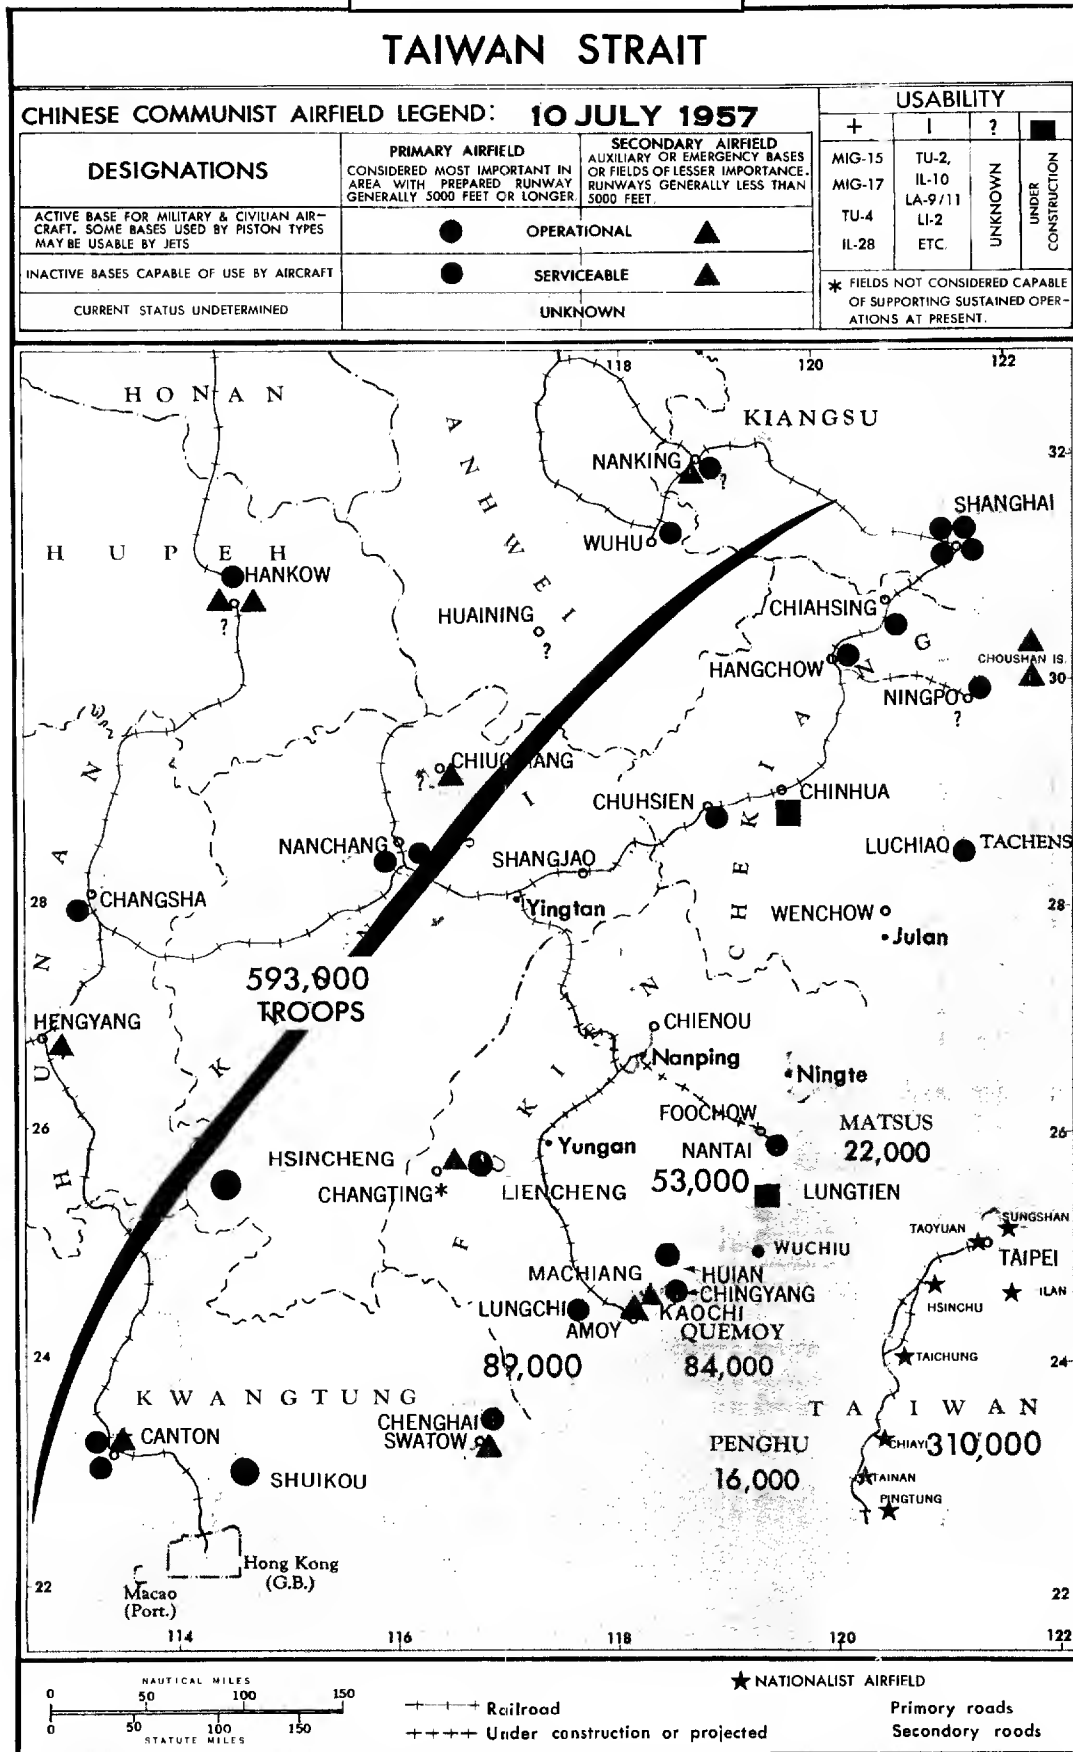 TAIWAN STRAIT
CHINESE COMMUNIST AIRFIELD LEGEND: 10 JULY 1957
DESIGNATIONS
PRIMARY AIRFIELD
CONSIDERED MOST IMPORTANT IN
AREA WITH PREPARED RUNWAY
GENERALLY 5000 FEET OR LONGER.
SECONDARY AIRFIELD
AUXILIARY OR EMERGENCY BASES
OR FIELDS OF LESSER IMPORTANCE.
RUNWAYS GENERALLY LESS THAN
5000 FEET.
ACTIVE BASE FOR MILITARY & CIVILIAN AIR-
CRAFT. SOME BASES USED BY PISTON TYPES
MAY BE USABLE BY JETS
OPERATIONAL
INACTIVE BASES CAPABLE OF USE BY AIRCRAFT
SERVICEABLE
CURRENT STATUS UNDETERMINED
UNKNOWN
USABILITY
+ I ?
MIG-15
MIG-17
TU-4
IL-28
TU-2,
IL-10
LA-9/11
LI-2
ETC.
UNKNOWN
UNDER
CONSTRUCTION
* FIELDS NOT CONSIDERED CAPABLE
OF SUPPORTING SUSTAINED OPER-
ATIONS AT PRESENT.
118 120 122
HONAN
ANHWEI
KIANGSU
32
NANKING
?
SHANGHAI
WUHU
HUPEH
HANKOW
?
CHIAHSING
HUAINING
?
HANGCHOW
CHOUSHAN IS.
30
NINGPO
?
?
CHUHSIEN
CHINHUA
NANCHANG
SHANGJAO
LUCHIAO
TACHENS
CHEKIANG
CHANGSHA
28
Yingtan
WENCHOW
28
Julan
593,000
TROOPS
HUNAN
HENGYANG
CHIENOU
Nanping
Ningte
FOOCHOW
MATSUS
22,000
26
26
Yungan
NANTAI
53,000
HSINCHENG
CHANGTING*
LIENCHENG
LUNGTIEN
SUNGSHAN
TAOYUAN
TAIPEI
WUCHIU
MACHIANG
HUIAN
CHINGYANG
HSINCHU
ILAN
LUNGCHI
KAOCHI
AMOY
QUEMOY
89,000
84,000
24
24
TAICHUNG
KWANGTUNG
FUKIEN
TAIWAN
CHENGHAI
SWATOW
CANTON
PENGHU
16,000
CHIAYI
310,000
SHUIKOU
TAINAN
PINGTUNG
Hong Kong
(G.B.)
Macao
(Port.)
22
22
114 116 118 120 122
NAUTICAL MILES
0 50 100 150
0 50 100 150
STATUTE MILES
Railroad
Under construction or projected
NATIONALIST AIRFIELD
Primary roads
Secondary roads